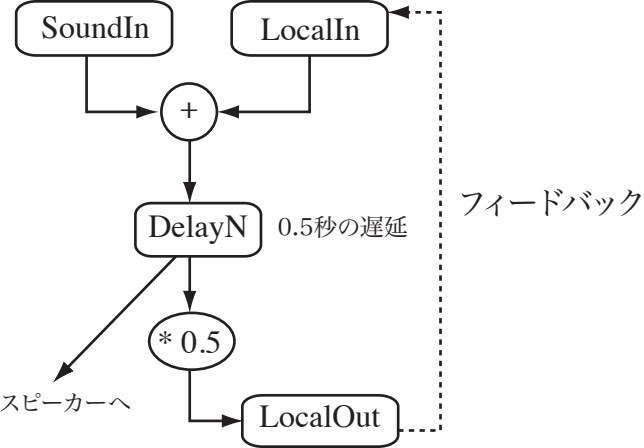 SoundIn
LocalIn
+
DelayN
0.5秒の遅延
フィードバック
* 0.5
スピーカーへ
LocalOut